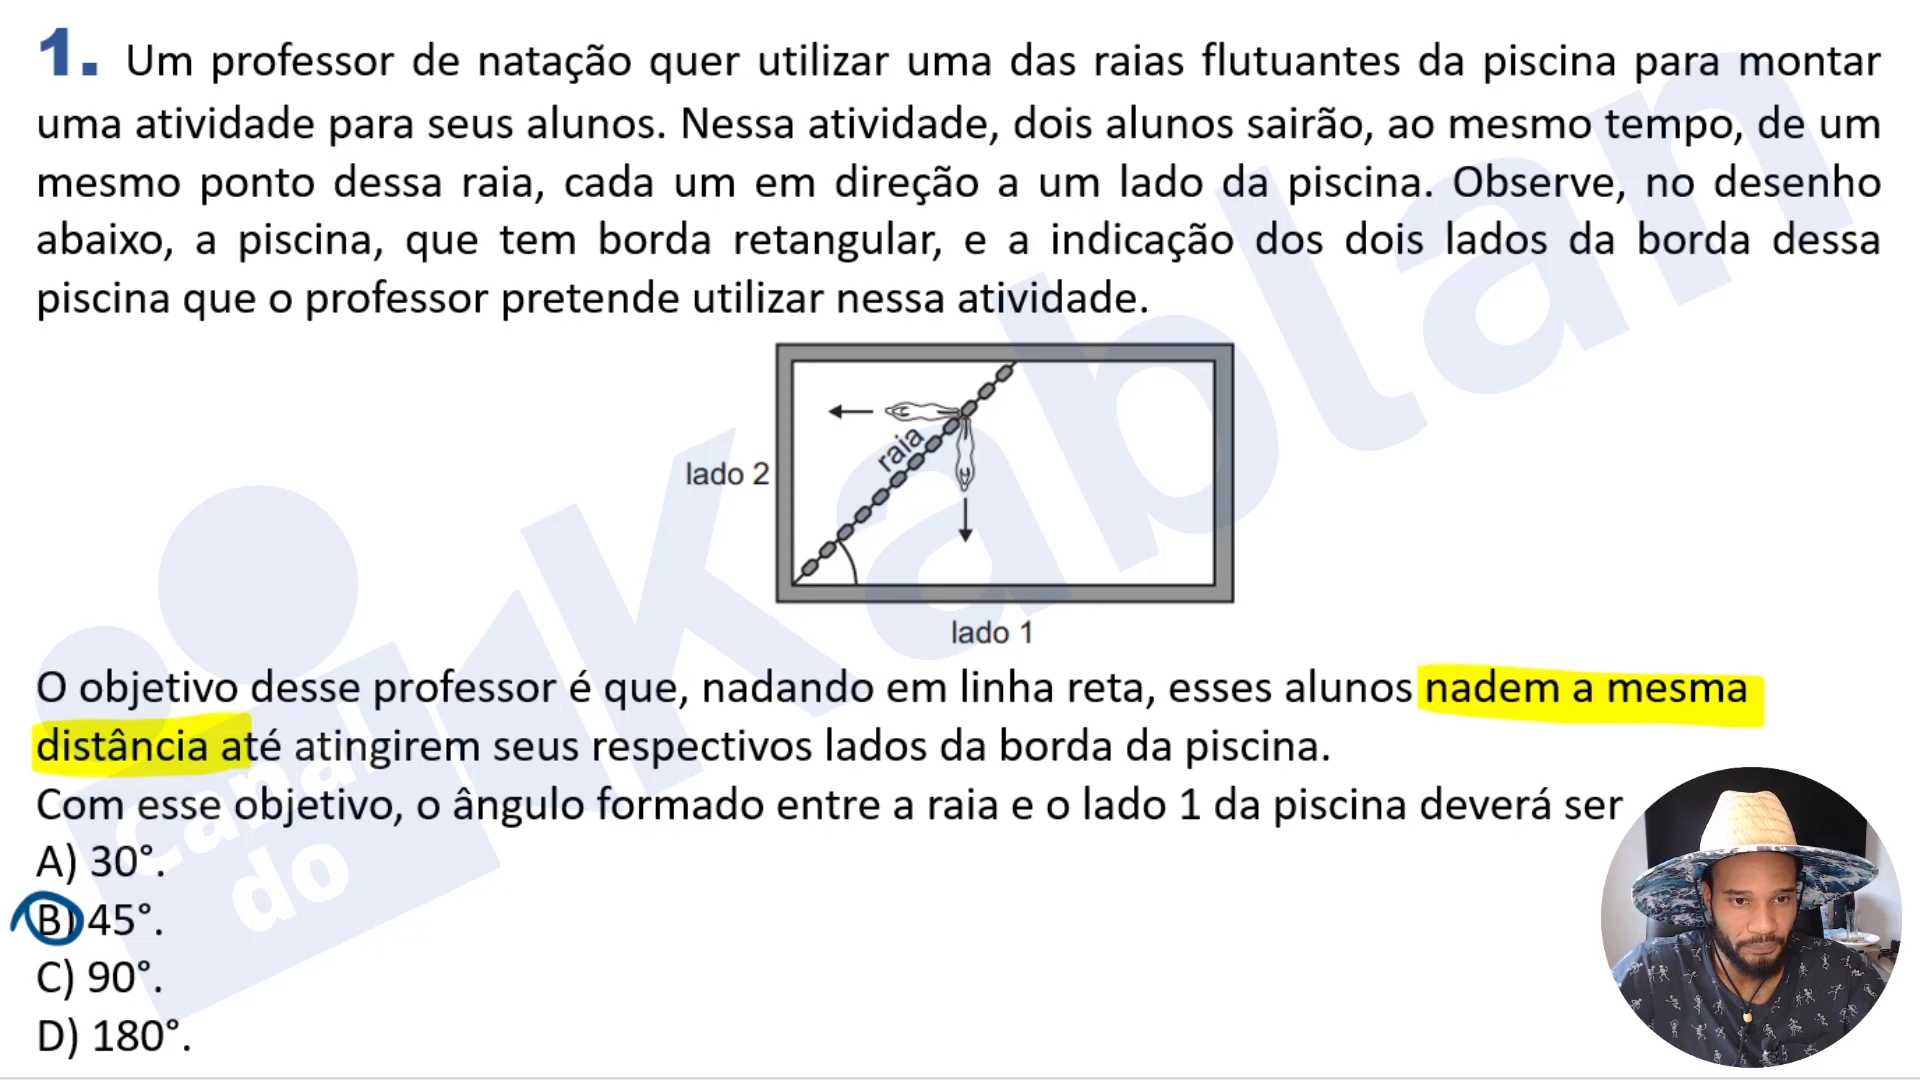 1. Um professor de natação quer utilizar uma das raias flutuantes da piscina para montar
uma atividade para seus alunos. Nessa atividade, dois alunos sairão, ao mesmo tempo, de um
mesmo ponto dessa raia, cada um em direção a um lado da piscina. Observe, no desenho
abaixo, a piscina, que tem borda retangular, e a indicação dos dois lados da borda dessa
piscina que o professor pretende utilizar nessa atividade.
raia
lado 2
lado 1
O objetivo desse professor é que, nadando em linha reta, esses alunos nadem a mesma
distância até atingirem seus respectivos lados da borda da piscina.
Com esse objetivo, o ângulo formado entre a raia e o lado 1 da piscina deverá ser
A) 30°.
B) 45°.
C) 90°.
D) 180°.
Canal
do
Kablan